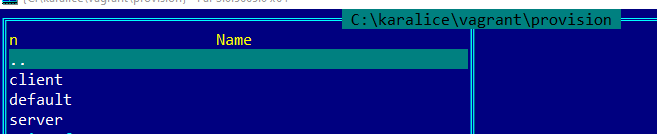 C:\karalice\vagrant\provision
n Name
..
client
default
server